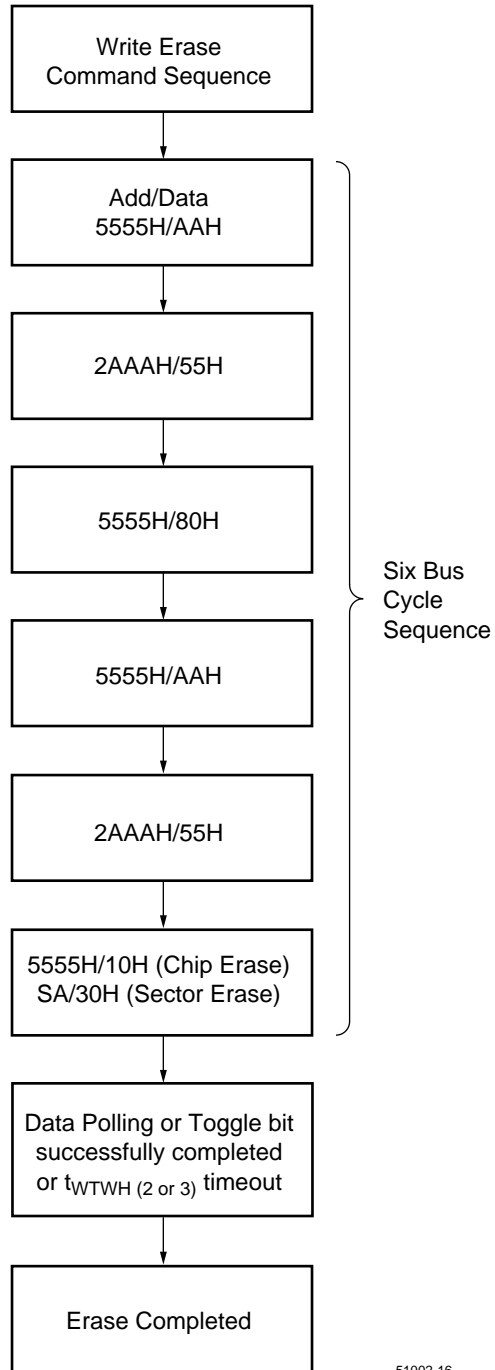 Write Erase
Command Sequence
Add/Data
5555H/AAH
2AAAH/55H
5555H/80H
5555H/AAH
2AAAH/55H
5555H/10H (Chip Erase)
SA/30H (Sector Erase)
Six Bus
Cycle
Sequence
Data Polling or Toggle bit
successfully completed
or tWTWH (2 or 3) timeout
Erase Completed